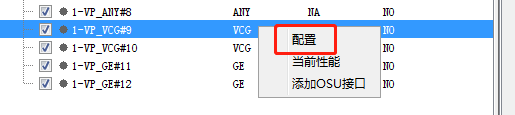 1-VP_ANY#8 ANY NA NO
1-VP_VCG#9 VCG NO
配置
1-VP_VCG#10 VCG NO
当前性能
1-VP_GE#11 GE NO
添加OSU接口
1-VP_GE#12 GE NO